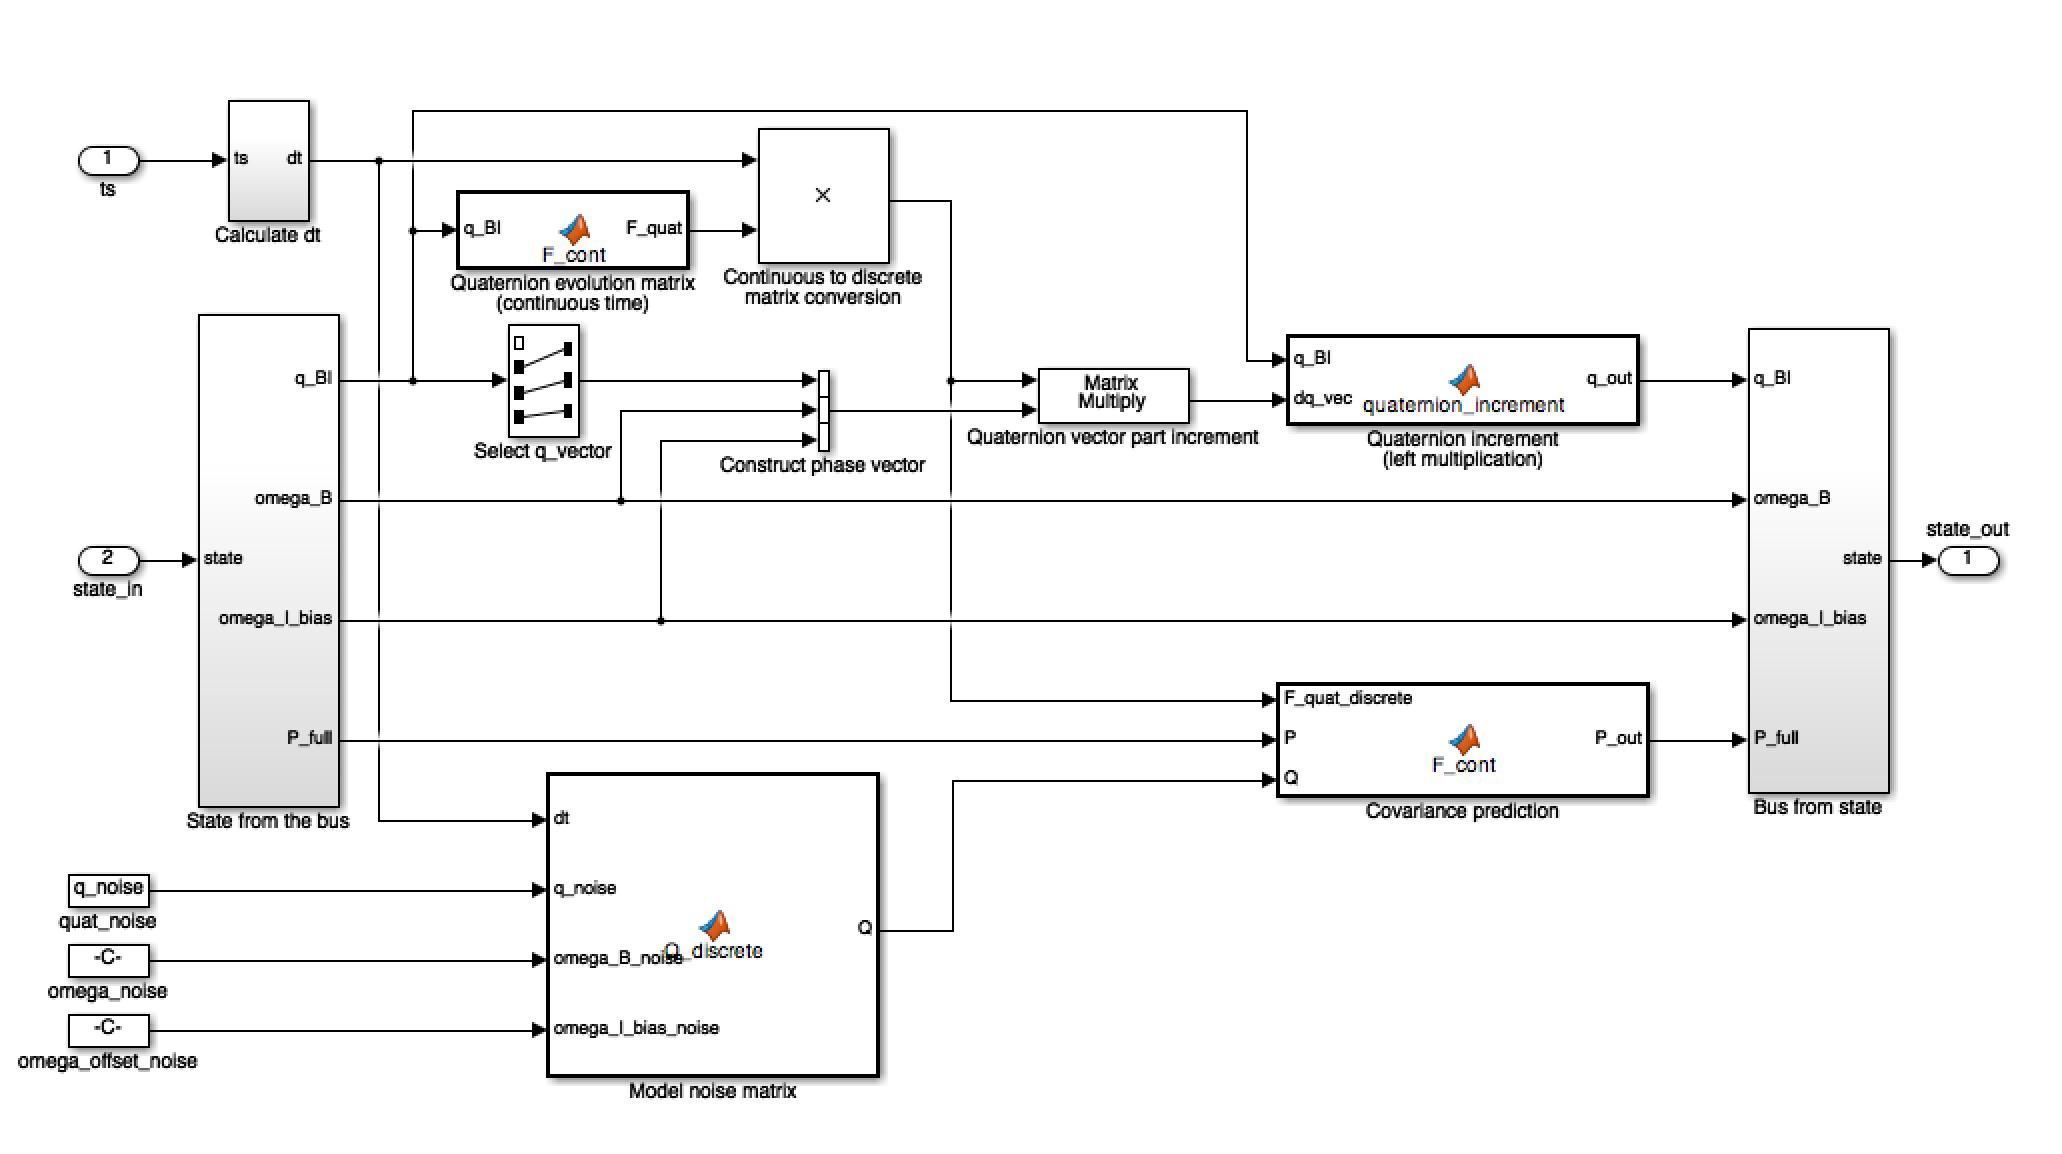 1
ts
ts
dt
Calculate dt
q_BI
F_quat
F_cont
Quaternion evolution matrix
(continuous time)
×
Continuous to discrete
matrix conversion
2
state_in
state
q_BI
omega_B
omega_I_bias
P_full
State from the bus
Select q_vector
Construct phase vector
Matrix
Multiply
Quaternion vector part increment
q_BI
dq_vec
q_out
quaternion_increment
Quaternion increment
(left multiplication)
q_BI
omega_B
omega_I_bias
P_full
state
Bus from state
state_out
1
F_quat_discrete
P
Q
P_out
F_cont
Covariance prediction
q_noise
quat_noise
-C-
omega_noise
-C-
omega_offset_noise
dt
q_noise
omega_B_noise
omega_I_bias_noise
Q
Q_discrete
Model noise matrix